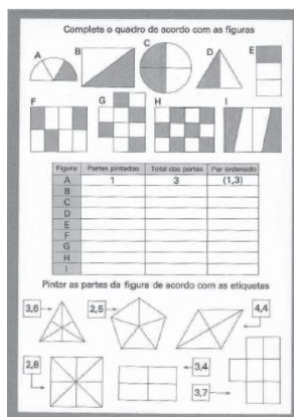 Complete o quadro de acordo com as figuras
A B C D E
F G H I
Figura Partes pintadas Total das partes Par ordenado
A 1 3 (1,3)
B
C
D
E
F
G
H
I
Pintar as partes da figura de acordo com as etiquetas
3,6 2,5 4,4
2,8 3,4
3,7